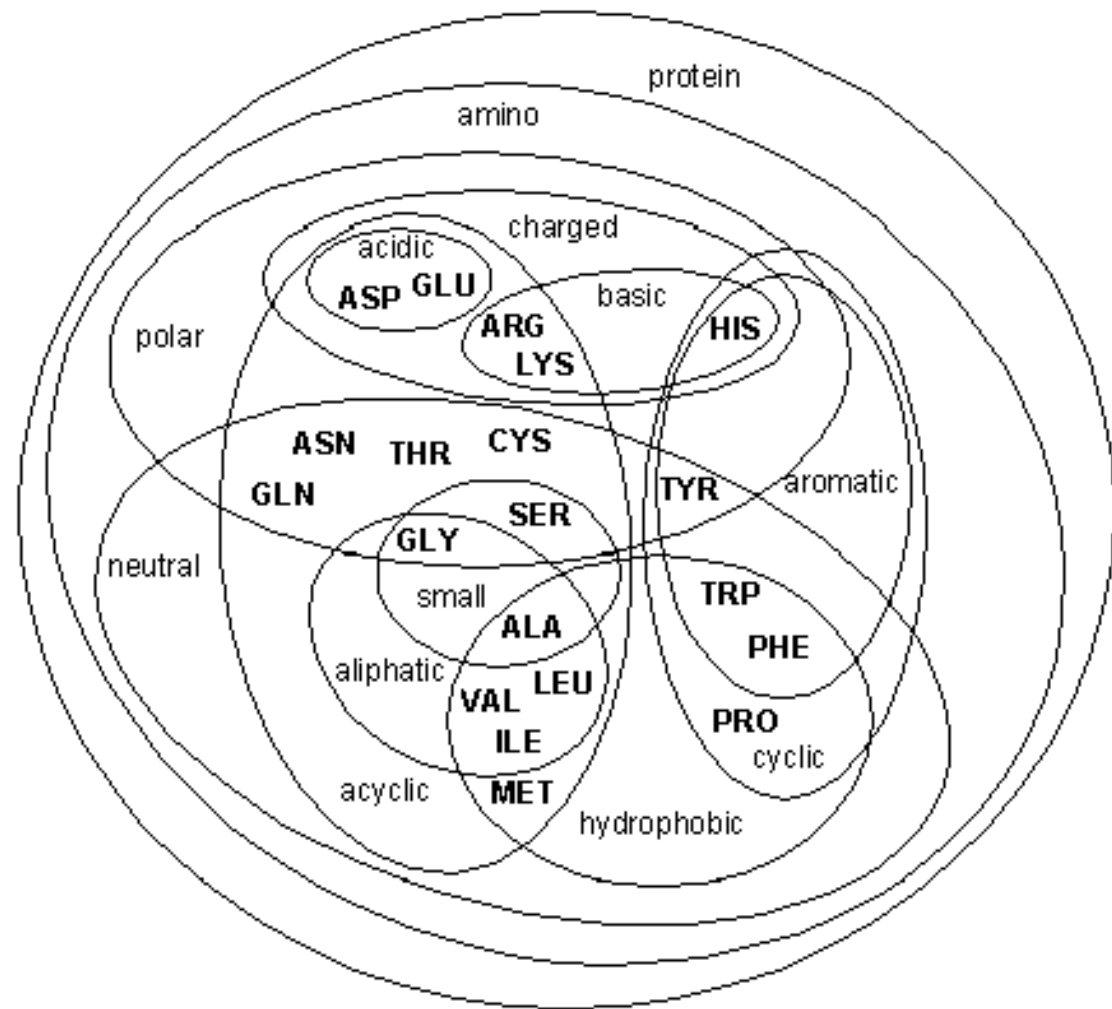 protein
amino
charged
acidic
ASP GLU
basic
ARG
HIS
LYS
polar
ASN THR CYS
GLN
SER
TYR
aromatic
GLY
neutral
small
TRP
ALA
PHE
aliphatic
LEU
VAL
PRO
ILE
cyclic
acyclic
MET
hydrophobic